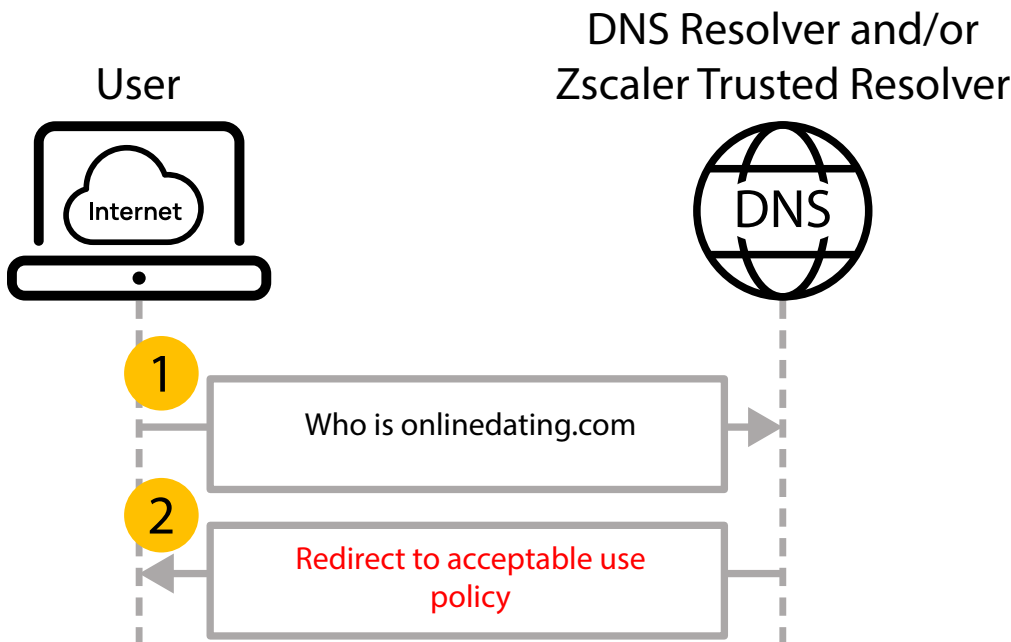 User
DNS Resolver and/or
Zscaler Trusted Resolver
Internet
DNS
1
Who is onlinedating.com
2
Redirect to acceptable use
policy